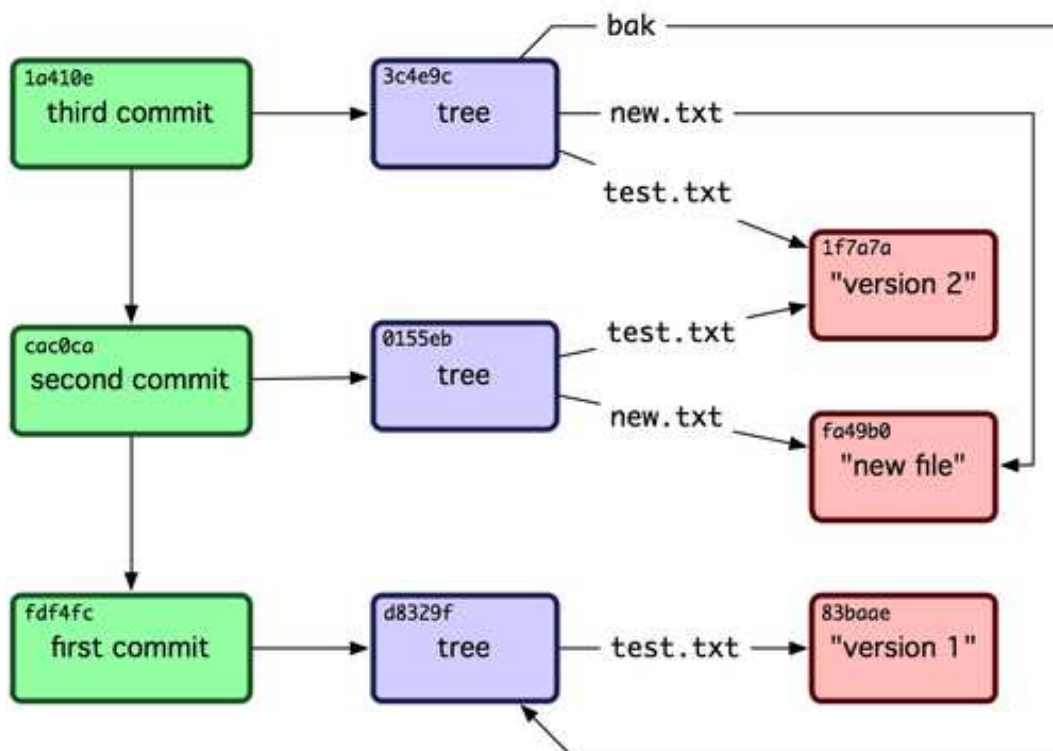 bak
1a410e
third commit
3c4e9c
tree
new.txt
test.txt
1f7a7a
"version 2"
cac0ca
second commit
0155eb
tree
test.txt
new.txt
fa49b0
"new file"
fdf4fc
first commit
d8329f
tree
test.txt
83baae
"version 1"